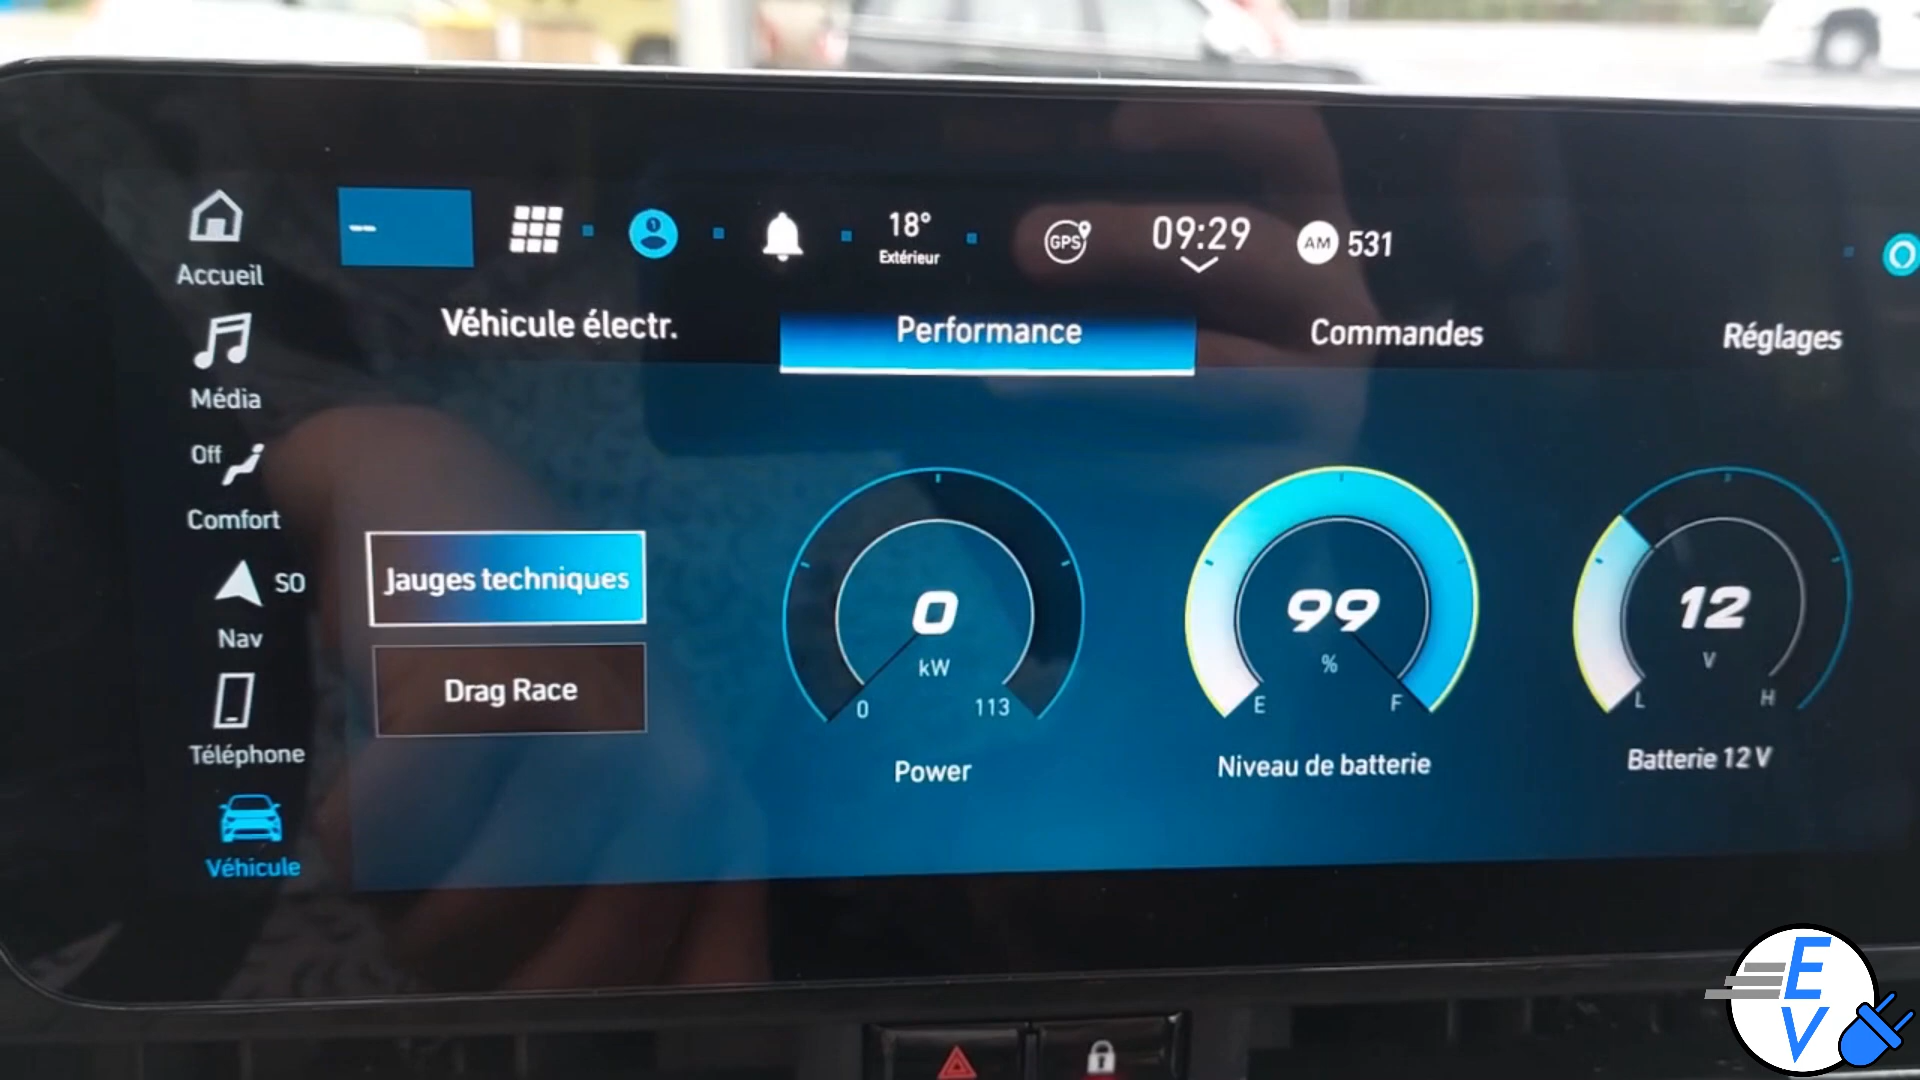 Accueil
Média
Off
Comfort
SO
Nav
Téléphone
Véhicule
1
18°
Extérieur
GPS
09:29
AM 531
Véhicule électr.
Performance
Commandes
Réglages
Jauges techniques
Drag Race
0
kW
0 113
Power
99
%
E F
Niveau de batterie
12
V
L H
Batterie 12 V
E
V